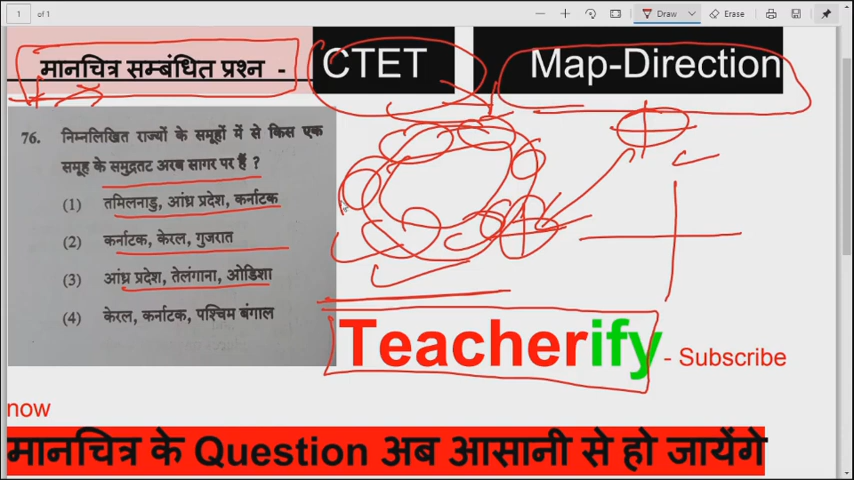 1 of 1
Draw
Erase
मानचित्र सम्बंधित प्रश्न -
CTET
Map-Direction
76. निम्नलिखित राज्यों के समूहों में से किस एक
समूह के समुद्रतट अरब सागर पर हैं ?
(1) तमिलनाडु, आंध्र प्रदेश, कर्नाटक
(2) कर्नाटक, केरल, गुजरात
(3) आंध्र प्रदेश, तेलंगाना, ओडिशा
(4) केरल, कर्नाटक, पश्चिम बंगाल
Teacherify - Subscribe
now
मानचित्र के Question अब आसानी से हो जायेंगे